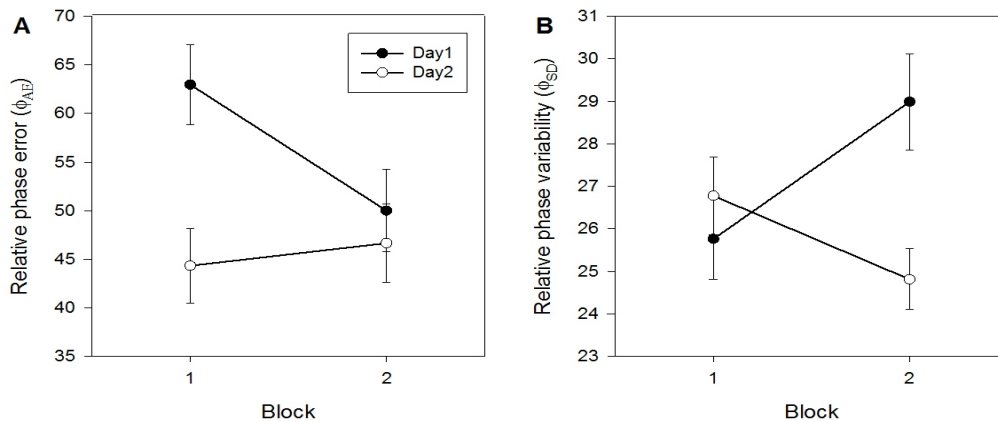 A
Relative phase error (ϕAE)
70
65
60
55
50
45
40
35
Day1
Day2
1
2
Block
B
Relative phase variability (ϕSD)
31
30
29
28
27
26
25
24
23
1
2
Block